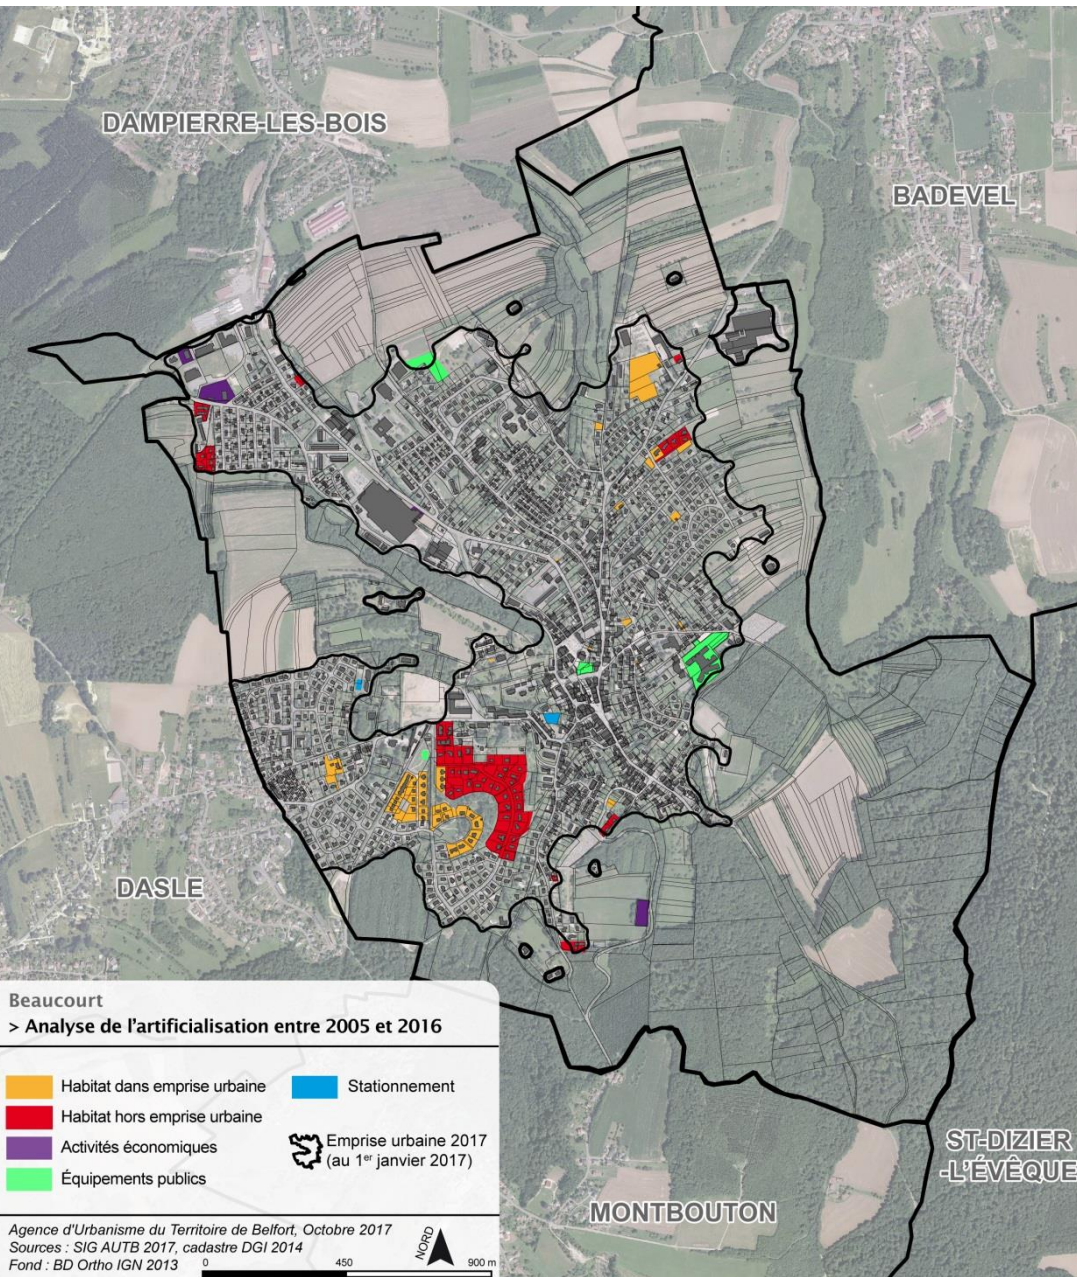 DAMPIERRE-LES-BOIS
BADEVEL
DASLE
ST-DIZIER
-L'ÉVÊQUE
MONTBOUTON
Beaucourt
> Analyse de l'artificialisation entre 2005 et 2016
Habitat dans emprise urbaine
Habitat hors emprise urbaine
Activités économiques
Équipements publics
Stationnement
Emprise urbaine 2017
(au 1er janvier 2017)
Agence d'Urbanisme du Territoire de Belfort, Octobre 2017
Sources : SIG AUTB 2017, cadastre DGI 2014
Fond : BD Ortho IGN 2013
NORD
0 450 900 m